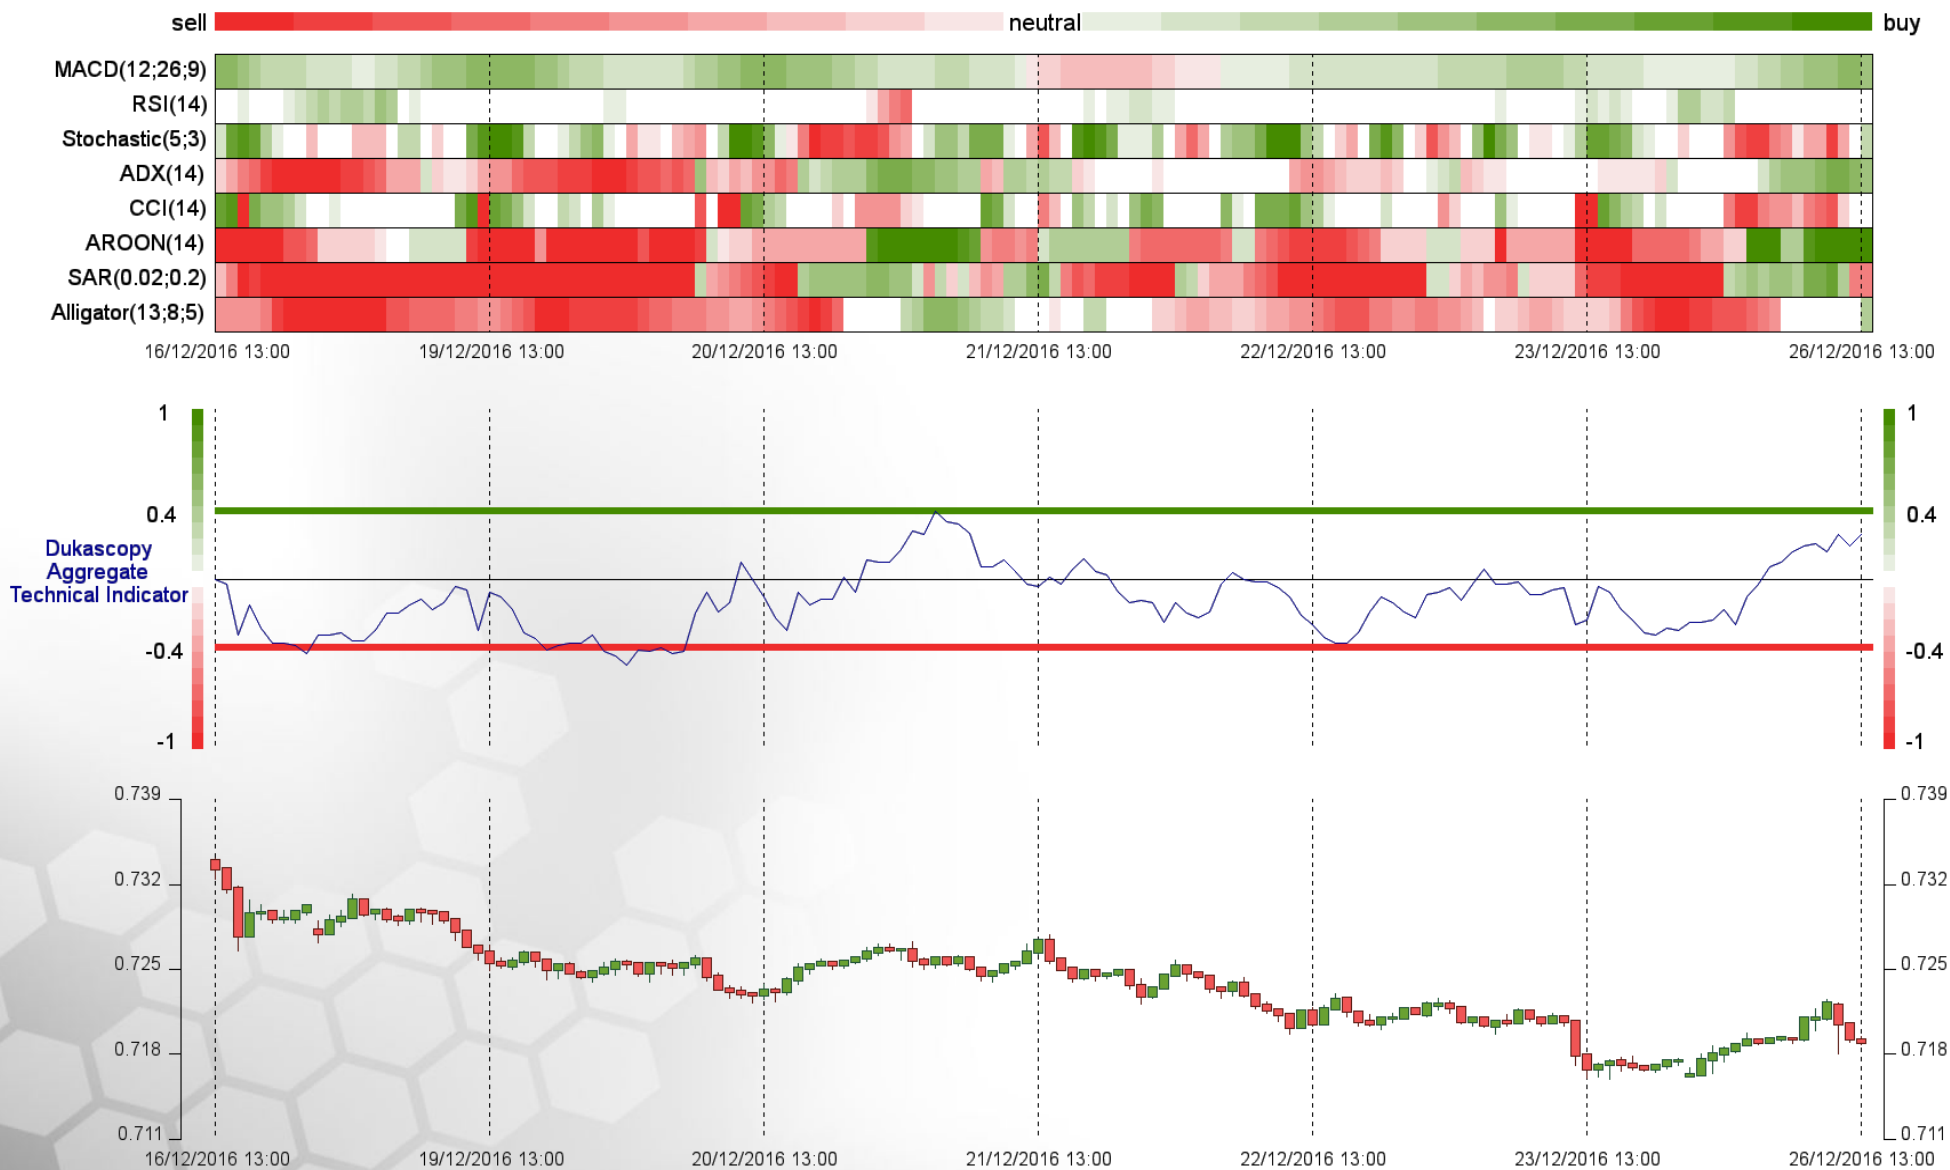 sell neutral buy
MACD(12;26;9)
RSI(14)
Stochastic(5;3)
ADX(14)
CCI(14)
AROON(14)
SAR(0.02;0.2)
Alligator(13;8;5)
16/12/2016 13:00 19/12/2016 13:00 20/12/2016 13:00 21/12/2016 13:00 22/12/2016 13:00 23/12/2016 13:00 26/12/2016 13:00
1 1
0.4 0.4
Dukascopy
Aggregate
Technical Indicator
-0.4 -0.4
-1 -1
0.739 0.739
0.732 0.732
0.725 0.725
0.718 0.718
0.711 0.711
16/12/2016 13:00 19/12/2016 13:00 20/12/2016 13:00 21/12/2016 13:00 22/12/2016 13:00 23/12/2016 13:00 26/12/2016 13:00